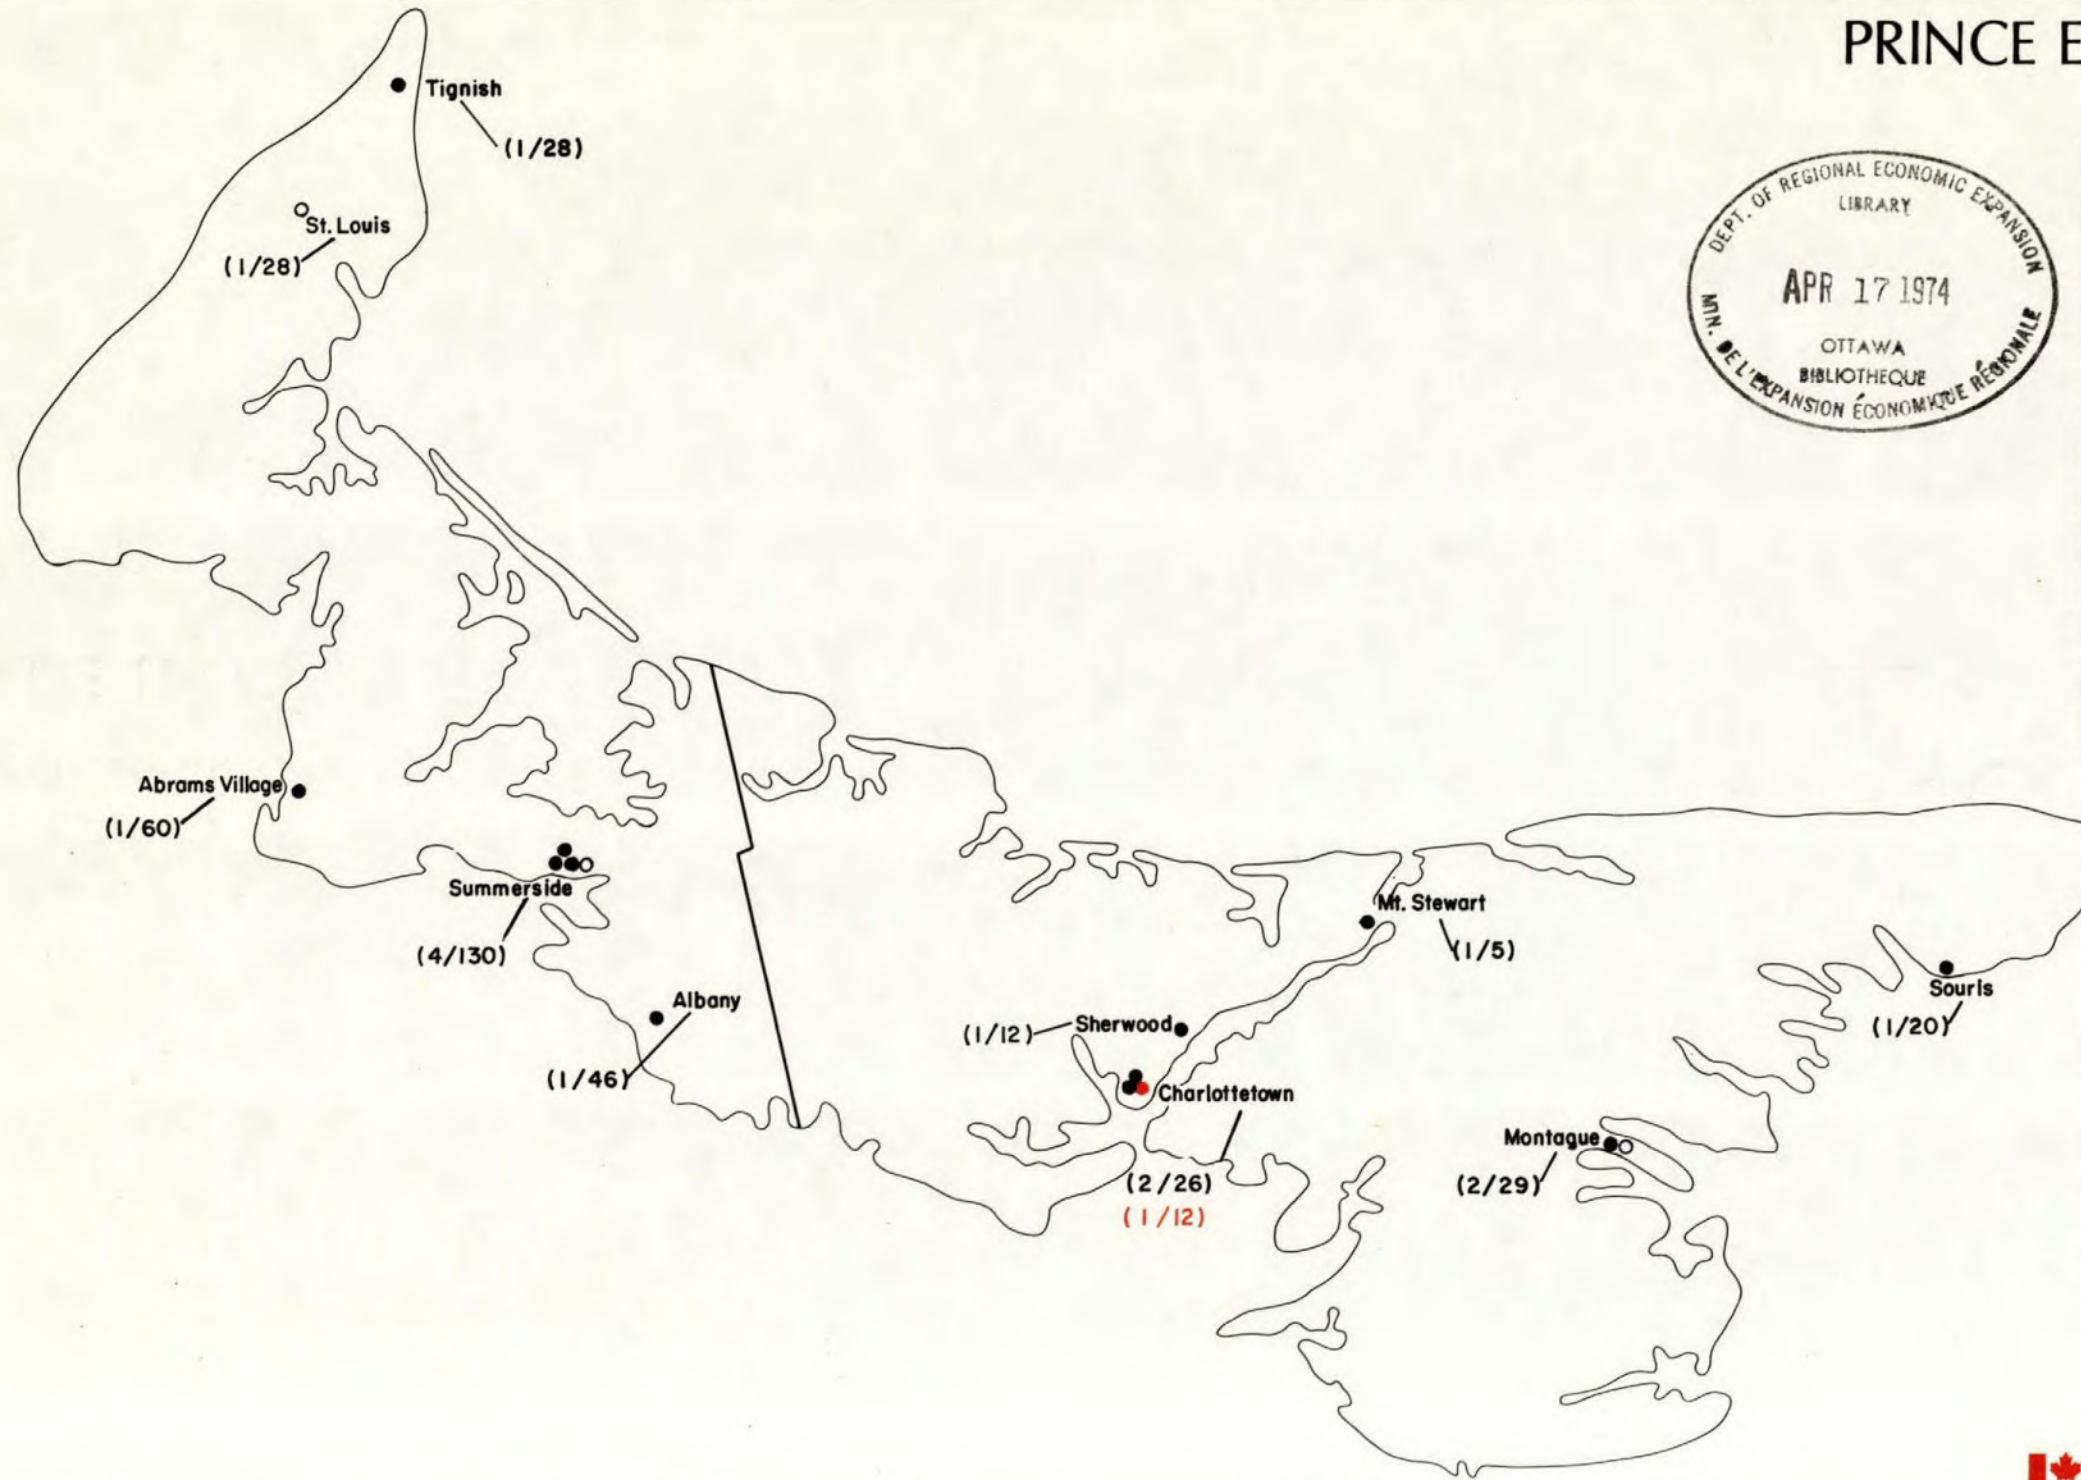 PRINCE E
DEPT. OF REGIONAL ECONOMIC EXPANSION
LIBRARY
APR 17 1974
OTTAWA
BIBLIOTHEQUE
MIN. DE L'EXPANSION ÉCONOMIQUE RÉGIONALE
Tignish
(1/28)
St. Louis
(1/28)
Abrams Village
(1/60)
Summerside
(4/130)
Albany
(1/46)
Mt. Stewart
(1/5)
Sherwood
(1/12)
Charlottetown
(2/26)
(1/12)
Souris
(1/20)
Montague
(2/29)